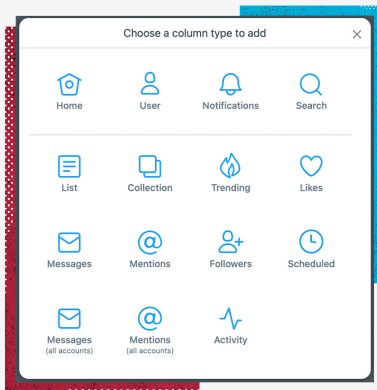 Choose a column type to add
Home
User
Notifications
Search
List
Collection
Trending
Likes
Messages
Mentions
Followers
Scheduled
Messages
(all accounts)
Mentions
(all accounts)
Activity